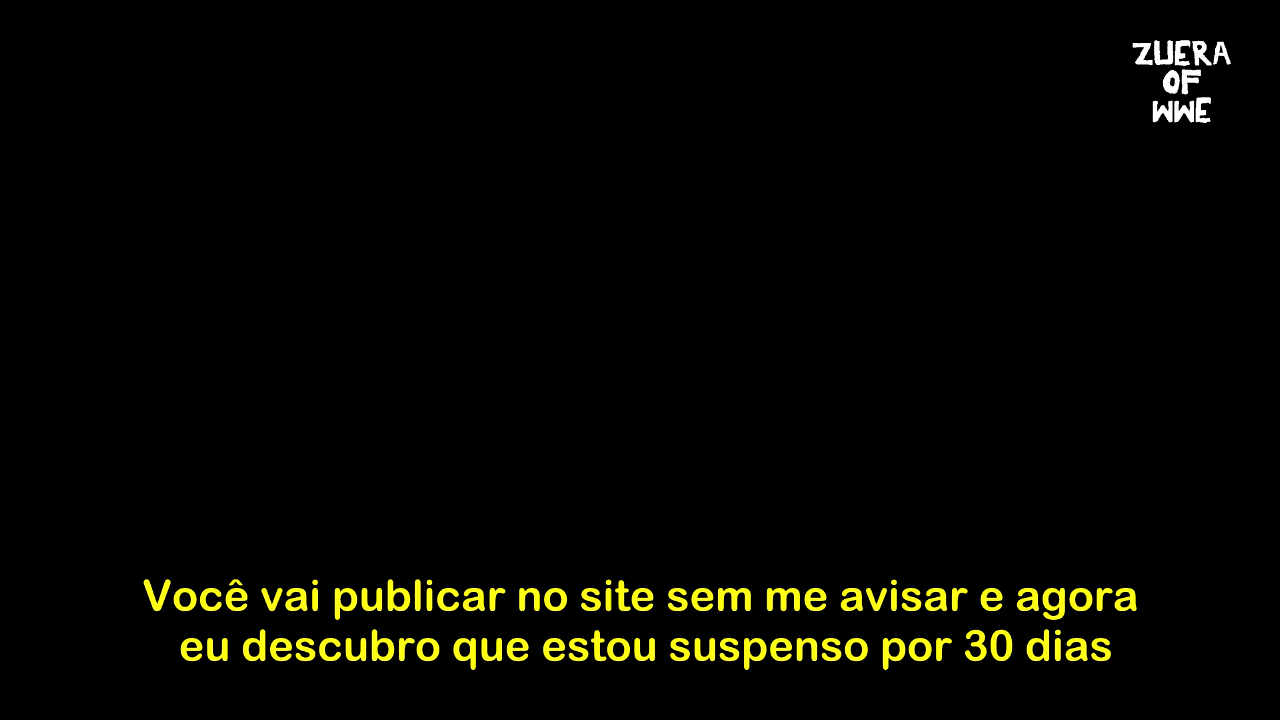 ZUERA
OF
WWE
Você vai publicar no site sem me avisar e agora
eu descubro que estou suspenso por 30 dias